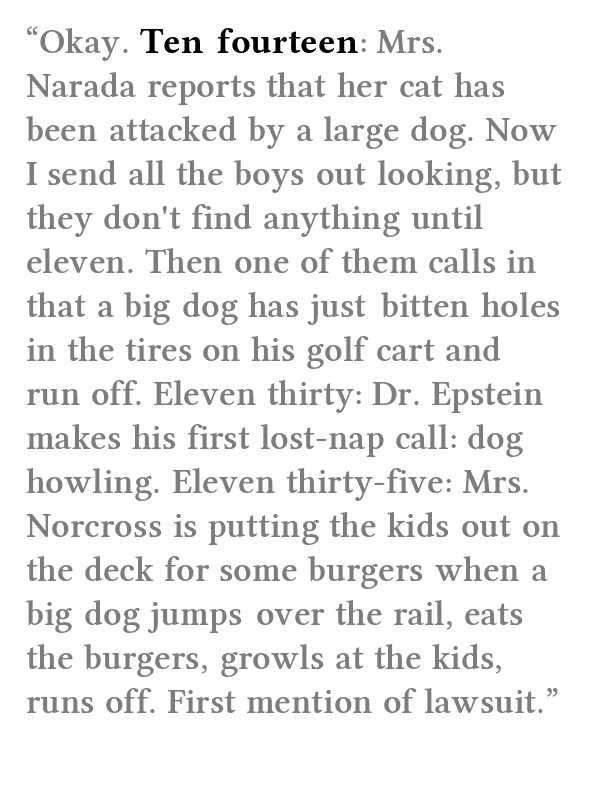 “Okay. Ten fourteen: Mrs.
Narada reports that her cat has
been attacked by a large dog. Now
I send all the boys out looking, but
they don't find anything until
eleven. Then one of them calls in
that a big dog has just bitten holes
in the tires on his golf cart and
run off. Eleven thirty: Dr. Epstein
makes his first lost-nap call: dog
howling. Eleven thirty-five: Mrs.
Norcross is putting the kids out on
the deck for some burgers when a
big dog jumps over the rail, eats
the burgers, growls at the kids,
runs off. First mention of lawsuit.”